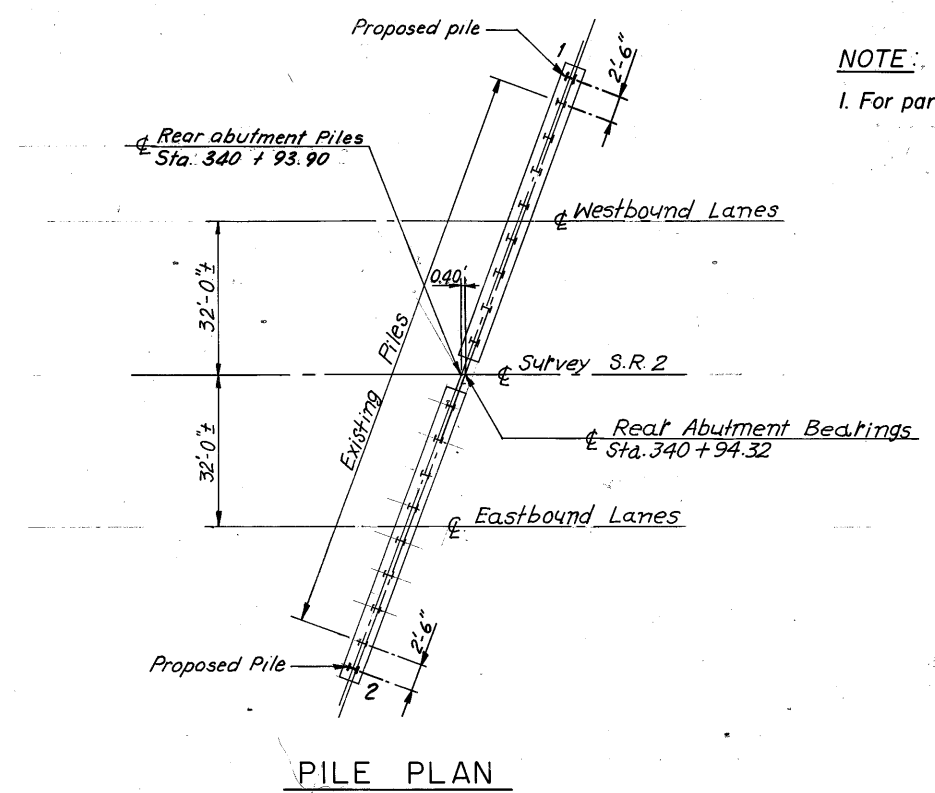 Proposed pile
1
2'-6"
NOTE:
1. For par
℄ Rear abutment Piles
Sta. 340 + 93.90
℄ Westbound Lanes
32'-0"±
0.40'
Existing Piles
℄ Survey S.R. 2
℄ Rear Abutment Bearings
Sta. 340 + 94.32
32'-0"±
℄ Eastbound Lanes
2'-6"
Proposed Pile
2
PILE PLAN